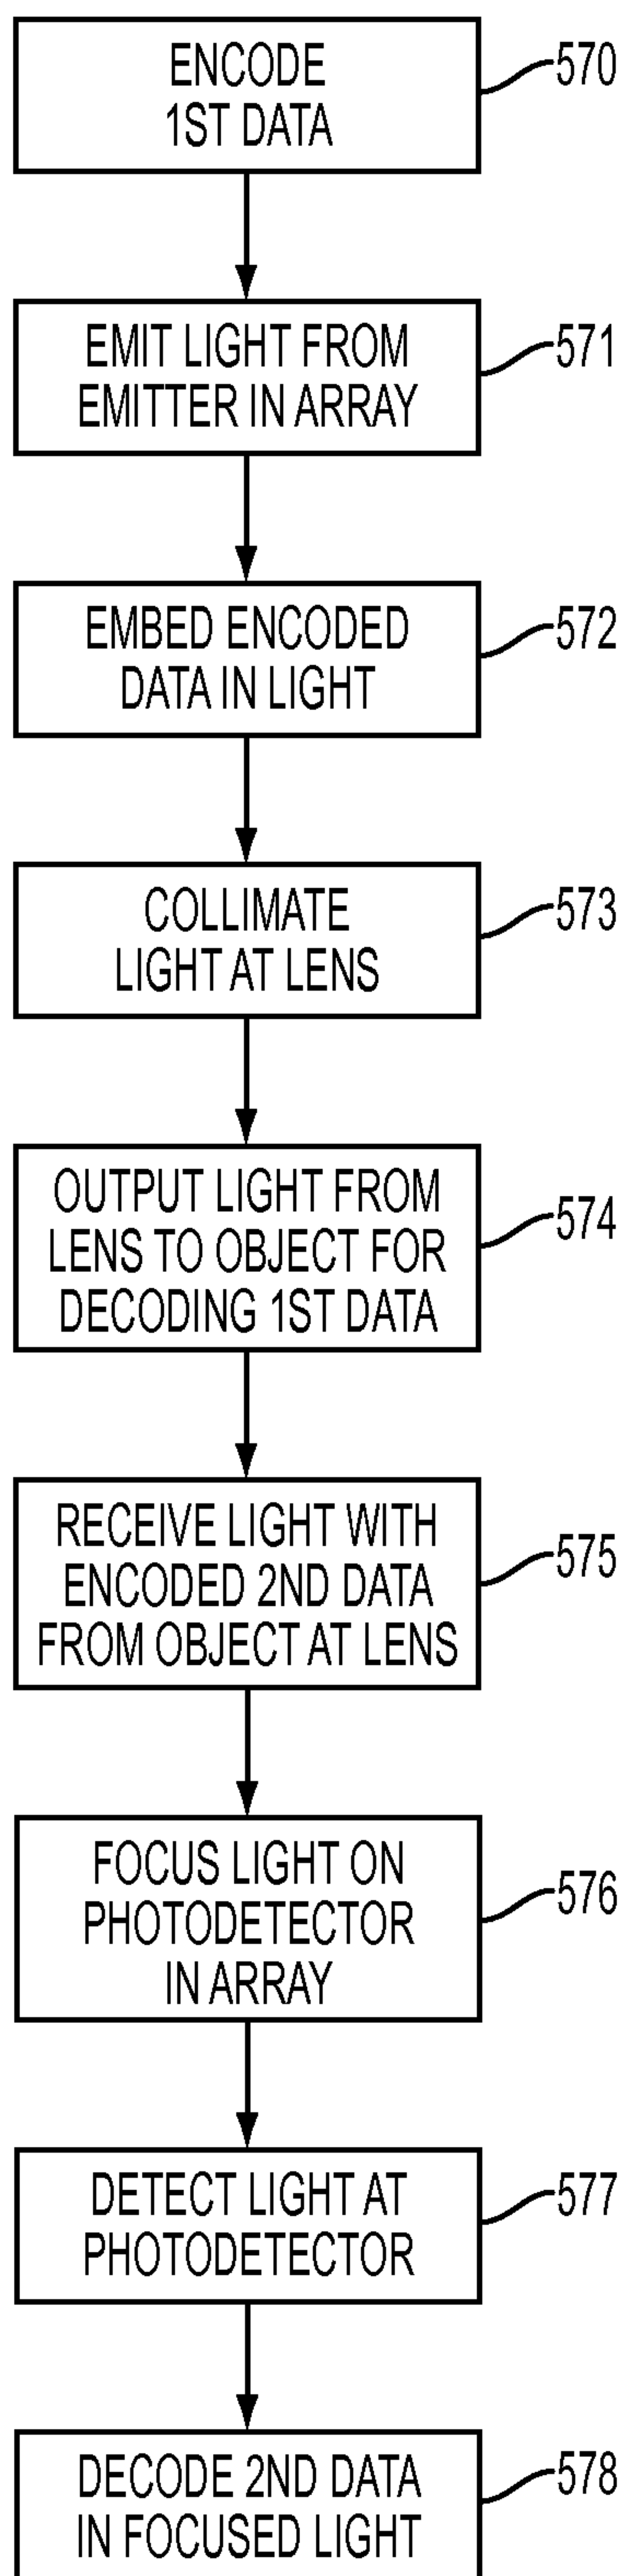 ENCODE
1ST DATA
570
EMIT LIGHT FROM
EMITTER IN ARRAY
571
EMBED ENCODED
DATA IN LIGHT
572
COLLIMATE
LIGHT AT LENS
573
OUTPUT LIGHT FROM
LENS TO OBJECT FOR
DECODING 1ST DATA
574
RECEIVE LIGHT WITH
ENCODED 2ND DATA
FROM OBJECT AT LENS
575
FOCUS LIGHT ON
PHOTODETECTOR
IN ARRAY
576
DETECT LIGHT AT
PHOTODETECTOR
577
DECODE 2ND DATA
IN FOCUSED LIGHT
578